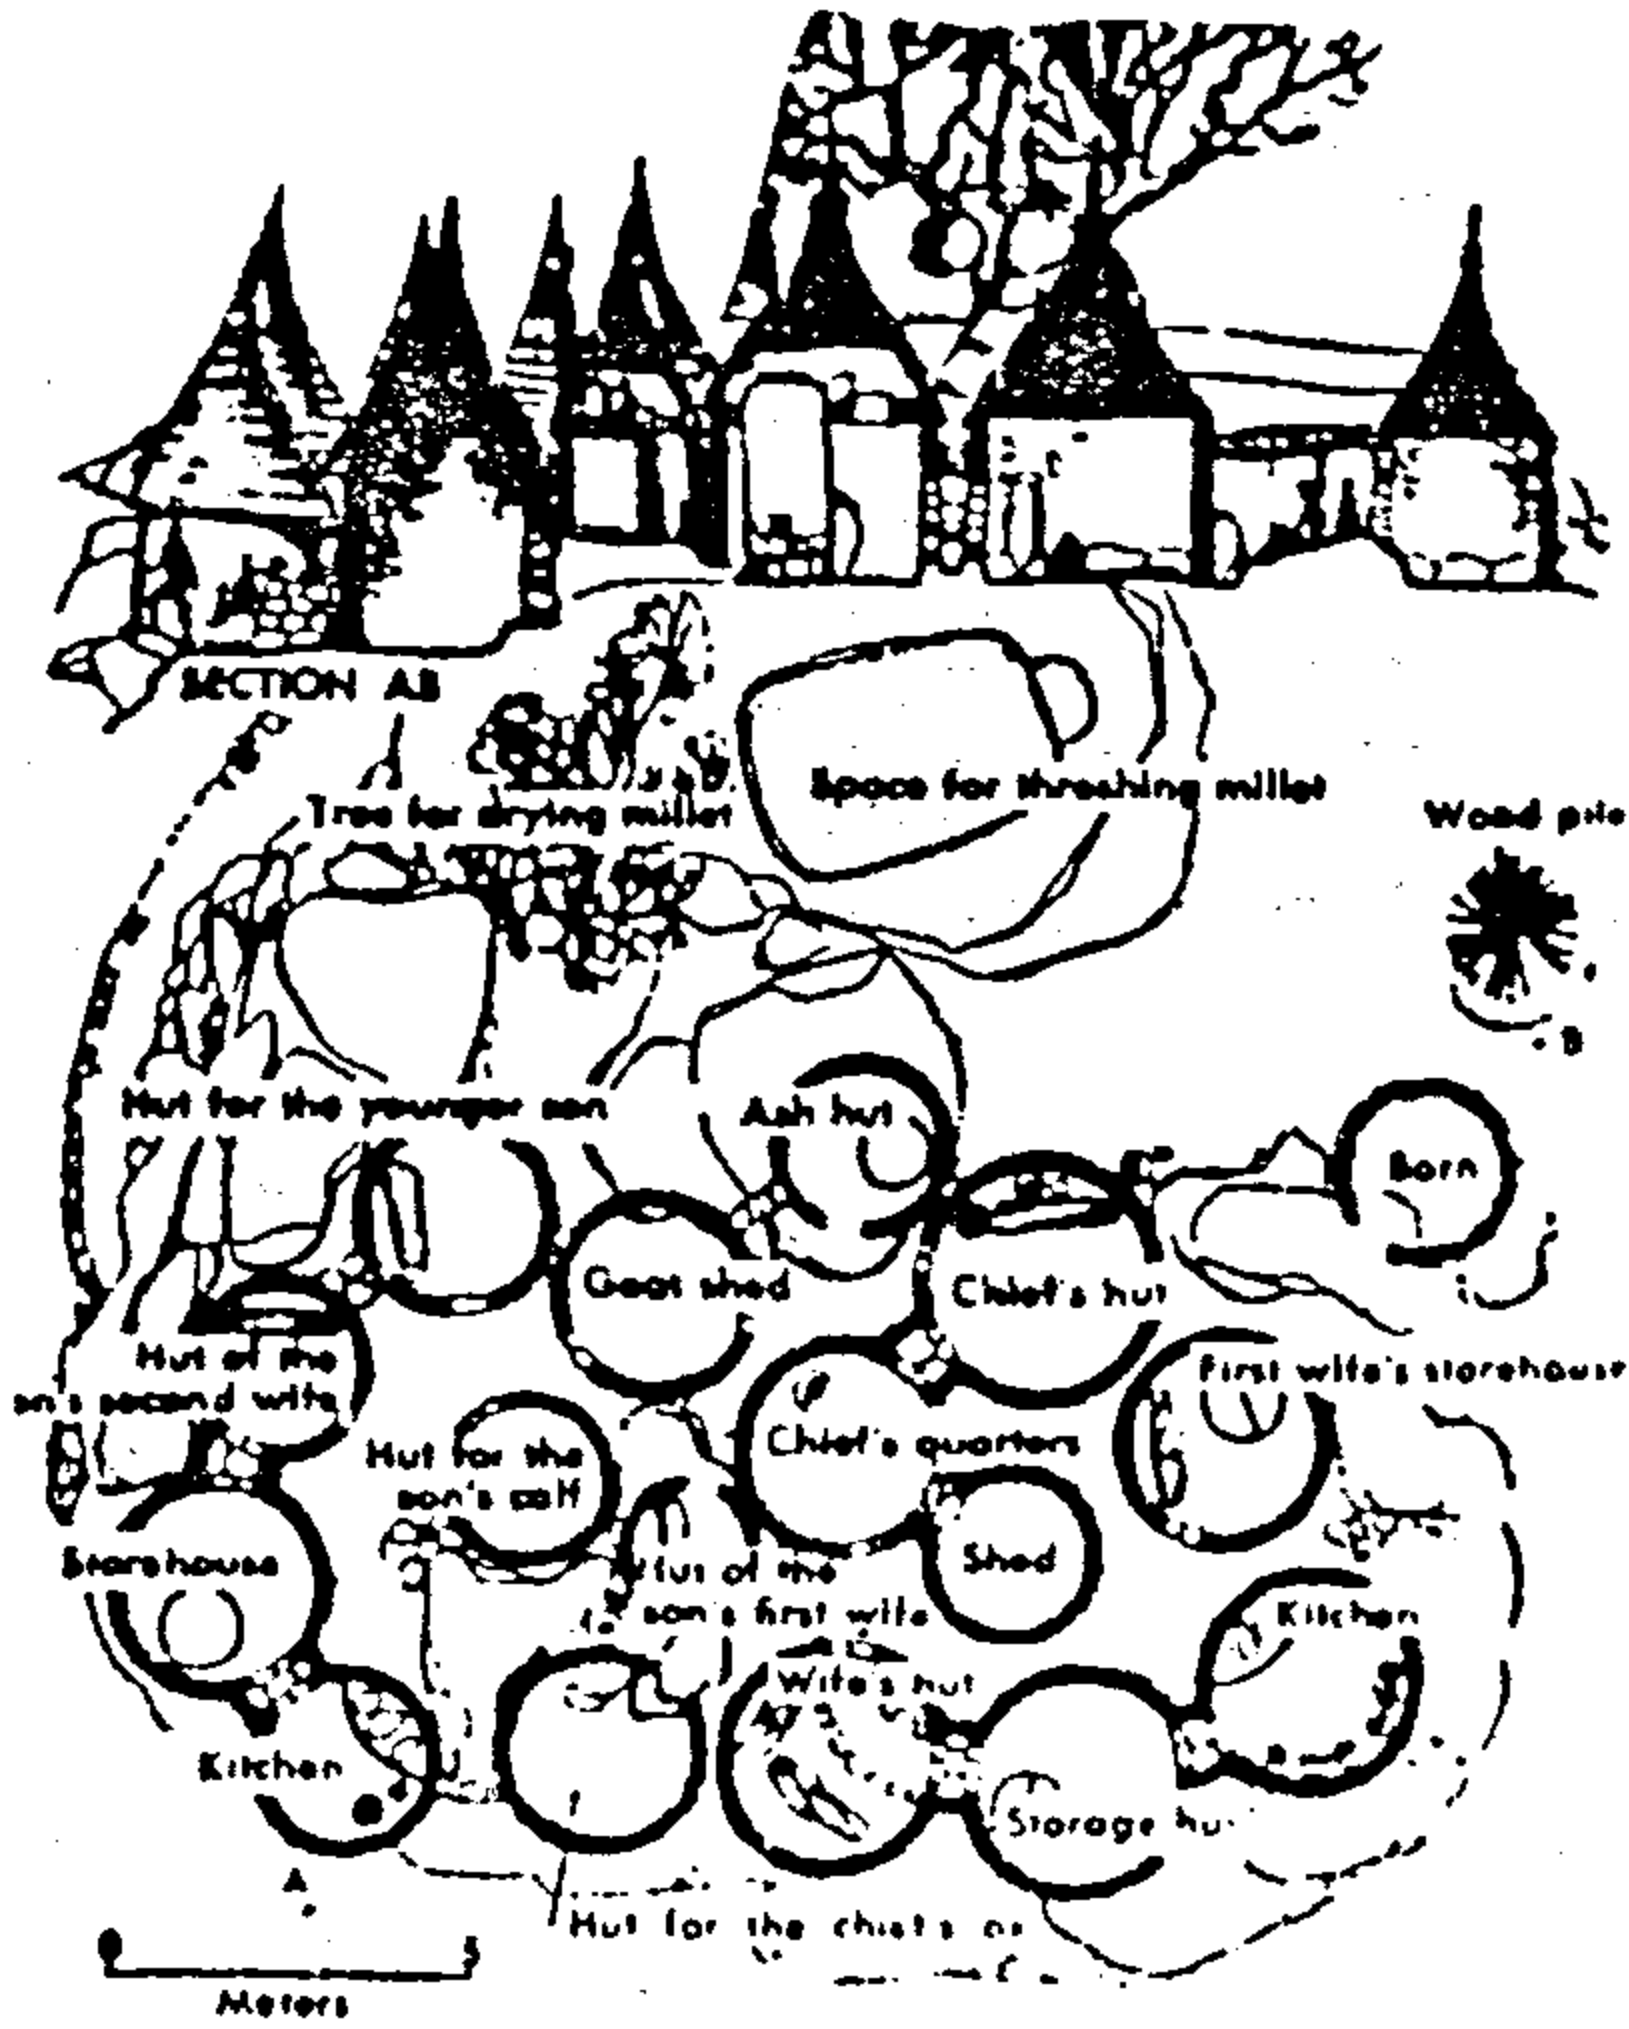 SECTION AB
Tree for drying millet
Space for threshing millet
Wood pile
B
Hut for the younger son
Ash hut
Barn
Goat shed
Chief's hut
Hut of the
son's second wife
First wife's storehouse
Hut for the
son's calf
Chief's quarters
Storehouse
Hut of the
son's first wife
Shed
Kitchen
Wife's hut
Kitchen
Storage hut
A
Hut for the chief's
0 5
Meters